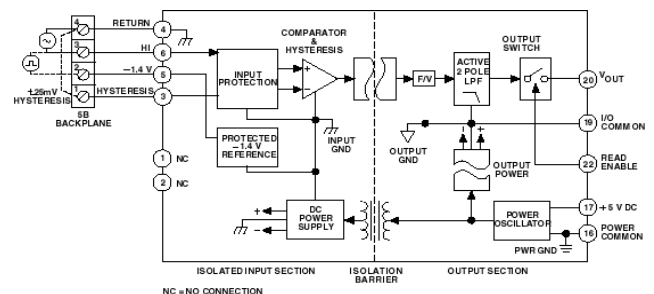 RETURN
HI
–1.4 V
HYSTERESIS
4
3
2
1
±25mV
HYSTERESIS
5B
BACKPLANE
4
6
5
3
1
NC
2
NC
INPUT
PROTECTION
PROTECTED
–1.4 V
REFERENCE
COMPARATOR
&
HYSTERESIS
+
–
INPUT
GND
DC
POWER
SUPPLY
+
–
F/V
ACTIVE
2 POLE
LPF
OUTPUT
SWITCH
OUTPUT
GND
–
+
OUTPUT
POWER
POWER
OSCILLATOR
PWR GND
20
VOUT
19
I/O
COMMON
22
READ
ENABLE
17
+5 V DC
16
POWER
COMMON
ISOLATED INPUT SECTION
ISOLATION
BARRIER
OUTPUT SECTION
NC = NO CONNECTION